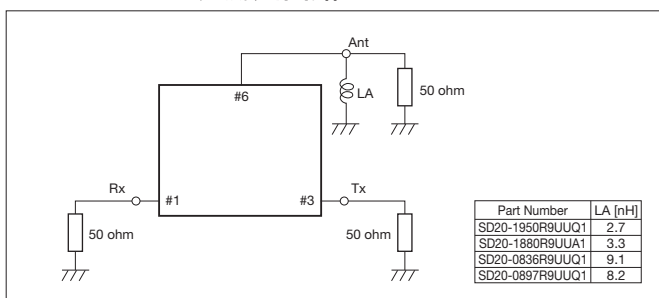 Ant
#6
LA
50 ohm
Rx
#1
#3
Tx
50 ohm
50 ohm
Part Number LA [nH]
SD20-1950R9UUQ1 2.7
SD20-1880R9UUA1 3.3
SD20-0836R9UUQ1 9.1
SD20-0897R9UUQ1 8.2